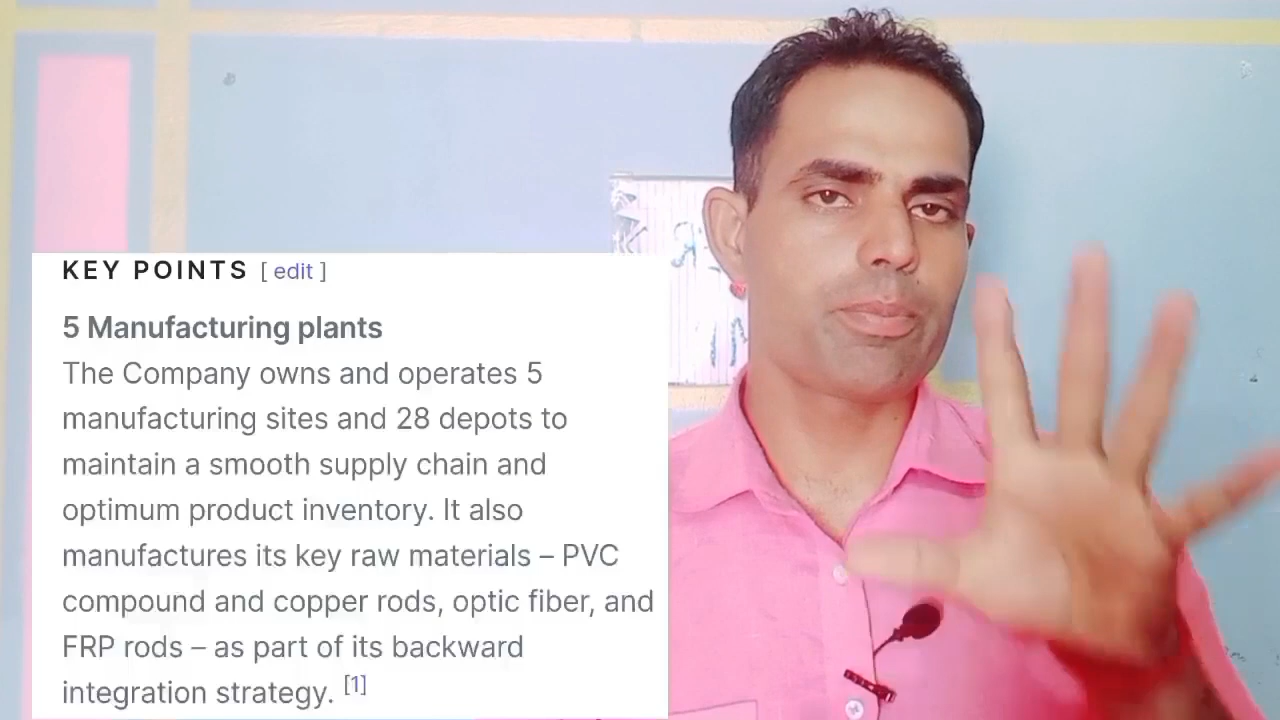 KEY POINTS [ edit ]
5 Manufacturing plants
The Company owns and operates 5
manufacturing sites and 28 depots to
maintain a smooth supply chain and
optimum product inventory. It also
manufactures its key raw materials – PVC
compound and copper rods, optic fiber, and
FRP rods – as part of its backward
integration strategy. [1]